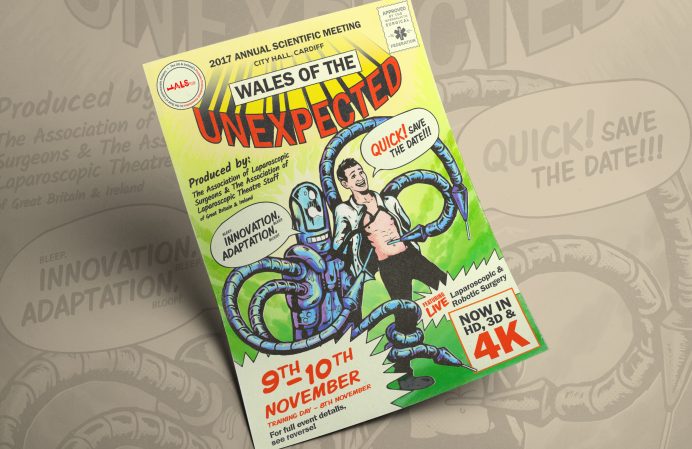 2017 ANNUAL SCIENTIFIC MEETING
CITY HALL, CARDIFF
APPROVED
SURGICAL
FEDERATION
WALES OF THE
UNEXPECTED
Produced by:
The Association of Laparoscopic
Surgeons & The Association of
Laparoscopic Theatre Staff
of Great Britain & Ireland
QUICK! SAVE
THE DATE!!!
BLEEP.
INNOVATION.
BLEEP.
ADAPTATION.
BLOOP!
FEATURING
LIVE
Laparoscopic &
Robotic Surgery
NOW IN
HD, 3D &
4K
9TH-10TH
NOVEMBER
TRAINING DAY - 8TH NOVEMBER
For full event details,
see reverse!
UNEXPECTED
Produced by:
The Association of
Surgeons & The Ass
Laparoscop Theatre
of Great Britain & Ireland
QUICK! SAVE
THE DATE!!!
BLEEP.
INNOVATION.
ADAPTATION.
BLOOP!